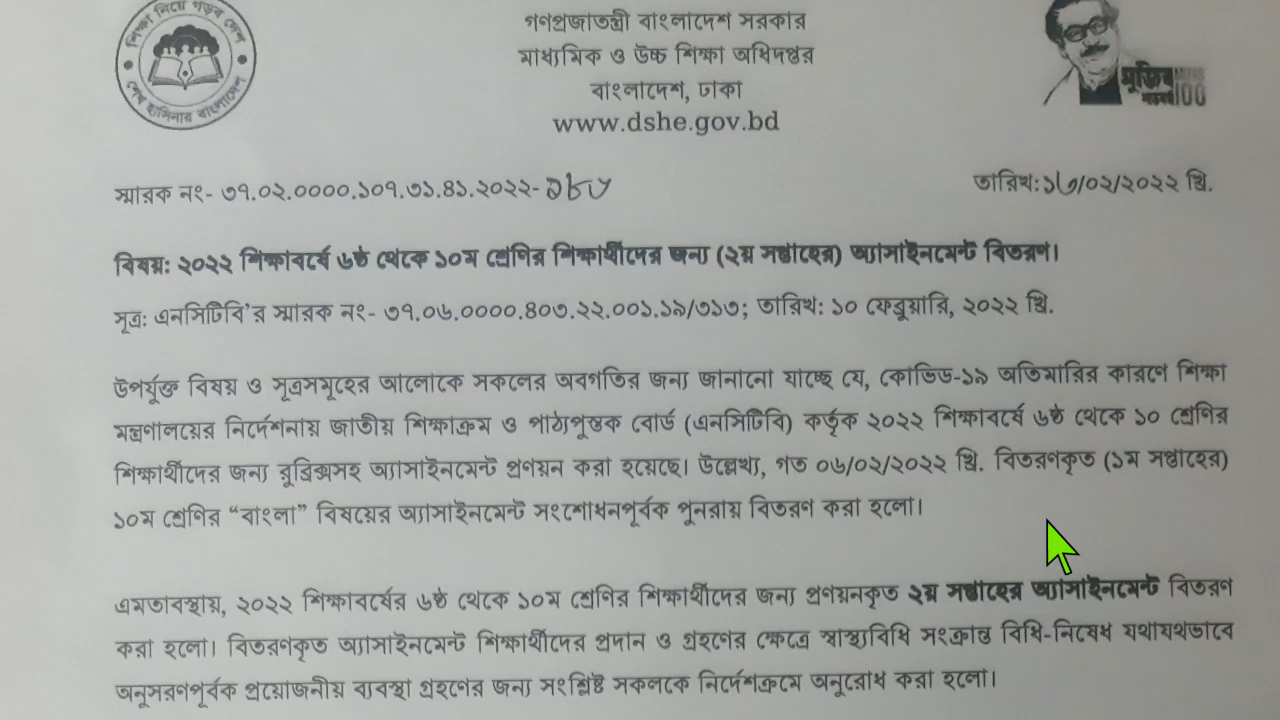 শিক্ষা নিয়ে গড়ব দেশ
শেখ হাসিনার বাংলাদেশ
গণপ্রজাতন্ত্রী বাংলাদেশ সরকার
মাধ্যমিক ও উচ্চ শিক্ষা অধিদপ্তর
বাংলাদেশ, ঢাকা
www.dshe.gov.bd
মুজিব
100
স্মারক নং- ৩৭.০২.০০০০.১০৭.৩১.৪১.২০২২-
তারিখ:১৩/০২/২০২২ খ্রি.
বিষয়: ২০২২ শিক্ষাবর্ষে ৬ষ্ঠ থেকে ১০ম শ্রেণির শিক্ষার্থীদের জন্য (২য় সপ্তাহের) অ্যাসাইনমেন্ট বিতরণ।
সূত্র: এনসিটিবি’র স্মারক নং- ৩৭.০৬.০০০০.৪০৩.২২.০০১.১৯/৩১৩; তারিখ: ১০ ফেব্রুয়ারি, ২০২২ খ্রি.
উপর্যুক্ত বিষয় ও সূত্রসমূহের আলোকে সকলের অবগতির জন্য জানানো যাচ্ছে যে, কোভিড-১৯ অতিমারির কারণে শিক্ষা
মন্ত্রণালয়ের নির্দেশনায় জাতীয় শিক্ষাক্রম ও পাঠ্যপুস্তক বোর্ড (এনসিটিবি) কর্তৃক ২০২২ শিক্ষাবর্ষে ৬ষ্ঠ থেকে ১০ শ্রেণির
শিক্ষার্থীদের জন্য রুব্রিক্সসহ অ্যাসাইনমেন্ট প্রণয়ন করা হয়েছে। উল্লেখ্য, গত ০৬/০২/২০২২ খ্রি. বিতরণকৃত (১ম সপ্তাহের)
১০ম শ্রেণির “বাংলা” বিষয়ের অ্যাসাইনমেন্ট সংশোধনপূর্বক পুনরায় বিতরণ করা হলো।
এমতাবস্থায়, ২০২২ শিক্ষাবর্ষের ৬ষ্ঠ থেকে ১০ম শ্রেণির শিক্ষার্থীদের জন্য প্রণয়নকৃত ২য় সপ্তাহের অ্যাসাইনমেন্ট বিতরণ
করা হলো। বিতরণকৃত অ্যাসাইনমেন্ট শিক্ষার্থীদের প্রদান ও গ্রহণের ক্ষেত্রে স্বাস্থ্যবিধি সংক্রান্ত বিধি-নিষেধ যথাযথভাবে
অনুসরণপূর্বক প্রয়োজনীয় ব্যবস্থা গ্রহণের জন্য সংশ্লিষ্ট সকলকে নির্দেশক্রমে অনুরোধ করা হলো।